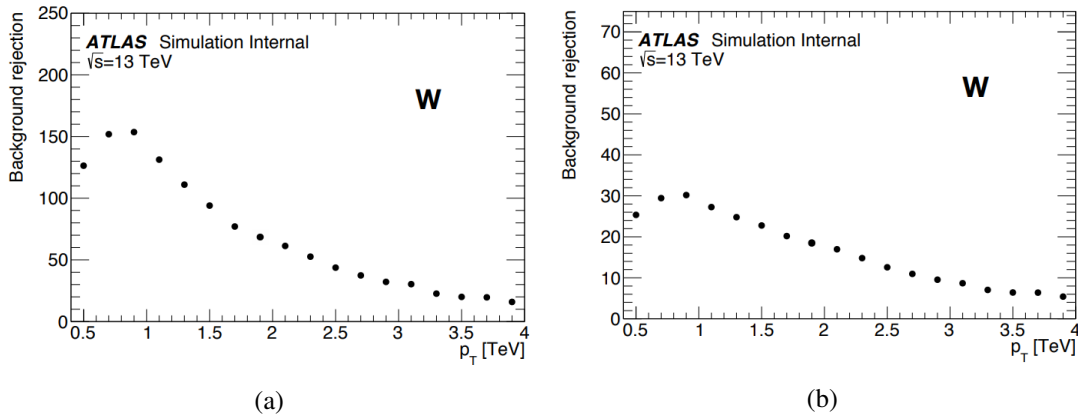 Background rejection
250
200
150
100
50
0
ATLAS Simulation Internal
√s=13 TeV
W
0.5 1 1.5 2 2.5 3 3.5 4
p_T [TeV]
(a)
Background rejection
70
60
50
40
30
20
10
0
ATLAS Simulation Internal
√s=13 TeV
W
0.5 1 1.5 2 2.5 3 3.5 4
p_T [TeV]
(b)